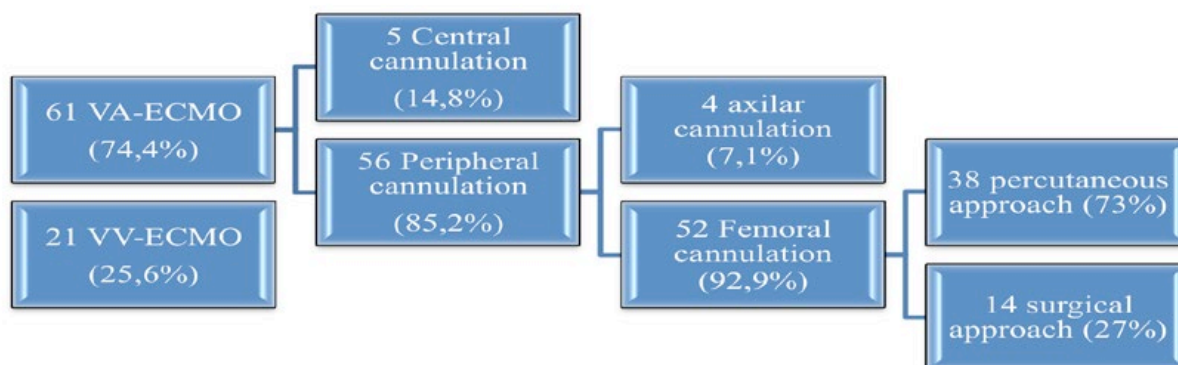 61 VA-ECMO
(74,4%)
21 VV-ECMO
(25,6%)
5 Central
cannulation
(14,8%)
56 Peripheral
cannulation
(85,2%)
4 axilar
cannulation
(7,1%)
52 Femoral
cannulation
(92,9%)
38 percutaneous
approach (73%)
14 surgical
approach (27%)